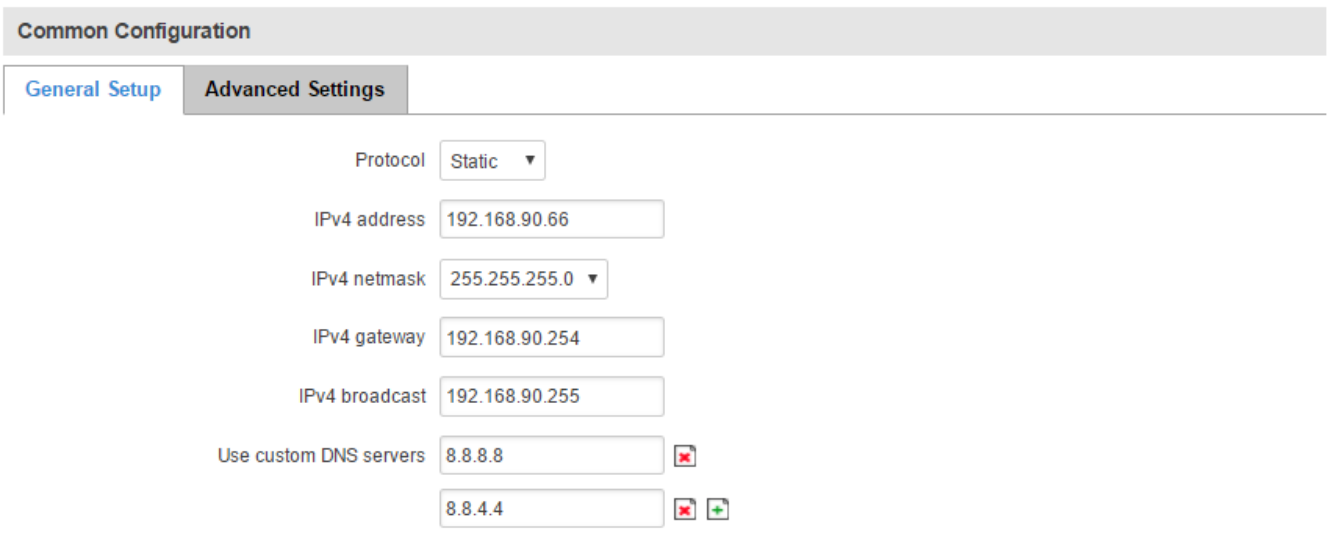 Common Configuration
General Setup Advanced Settings
Protocol Static
IPv4 address 192.168.90.66
IPv4 netmask 255.255.255.0
IPv4 gateway 192.168.90.254
IPv4 broadcast 192.168.90.255
Use custom DNS servers 8.8.8.8
8.8.4.4